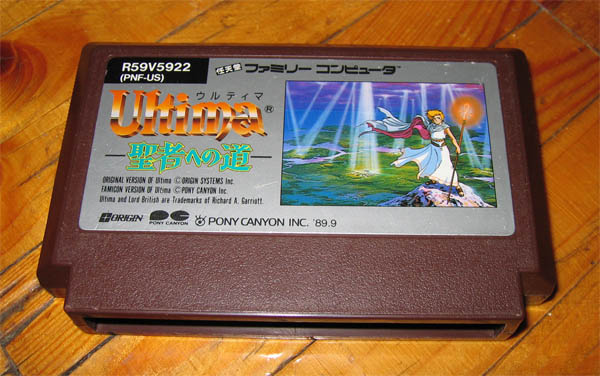 R59V5922
(PNF-US)
任天堂 ファミリー コンピュータ™
ウルティマ
Ultima®
聖者への道
ORIGINAL VERSION OF Ultima ©ORIGIN SYSTEMS Inc.
FAMICON VERSION OF Ultima ©PONY CANYON Inc.
Ultima and Lord British are Trademarks of Richard A. Garriott.
ORIGIN
PONY CANYON
PONY CANYON INC. '89.9